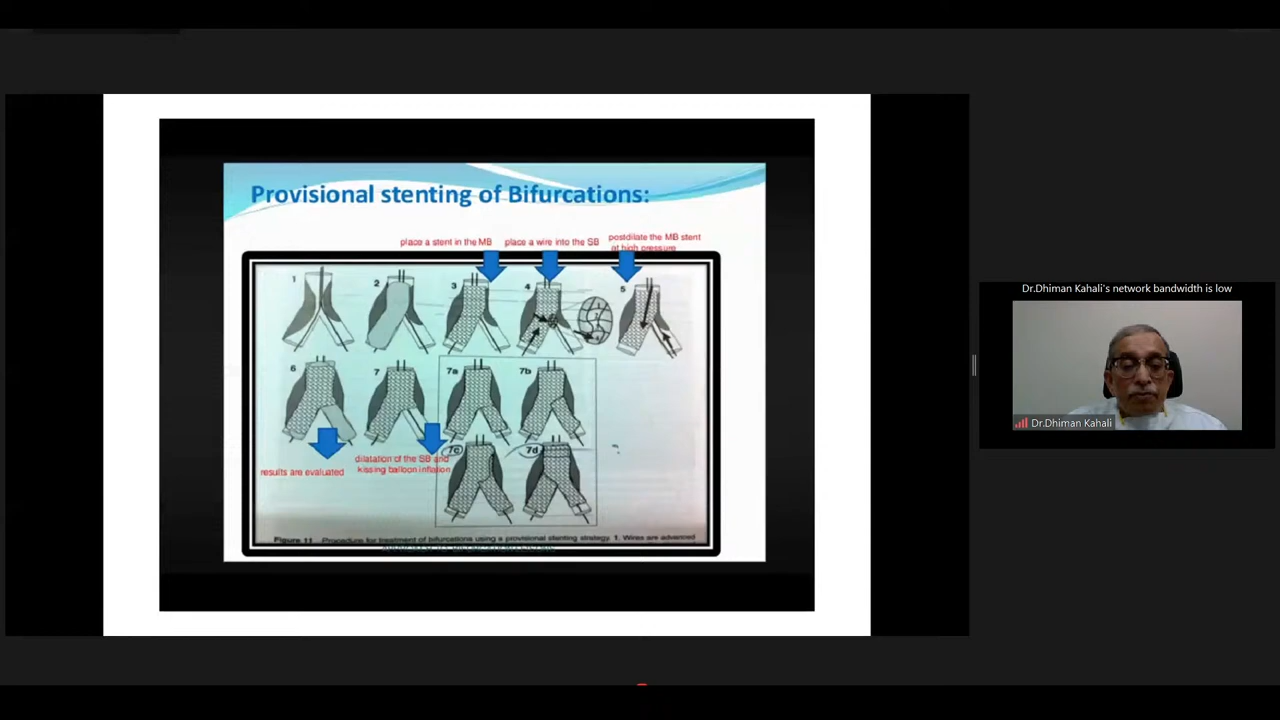 Provisional stenting of Bifurcations:
place a stent in the MB
place a wire into the SB
postdilate the MB stent
at high pressure
1
2
3
4
5
6
7
7a
7b
results are evaluated
dilatation of the SB and
kissing balloon inflation
7c
7d
Figure 11 Procedure for treatment of bifurcations using a provisional stenting strategy. 1. Wires are advanced
Dr.Dhiman Kahali's network bandwidth is low
Dr.Dhiman Kahali